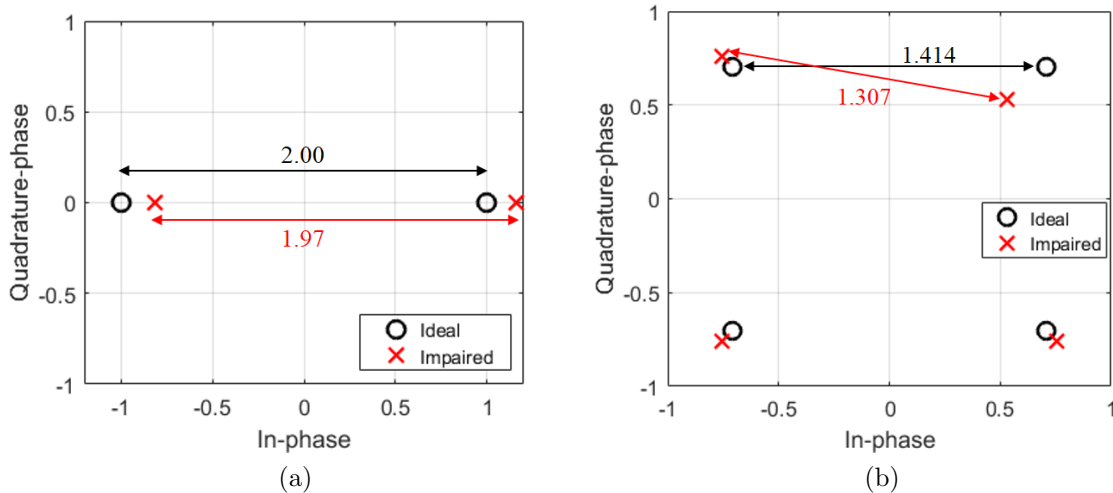 1
0.5
0
-0.5
-1
Quadrature-phase
2.00
1.97
Ideal
Impaired
-1 -0.5 0 0.5 1
In-phase
(a)
1
0.5
0
-0.5
-1
Quadrature-phase
1.414
1.307
Ideal
Impaired
-1 -0.5 0 0.5 1
In-phase
(b)